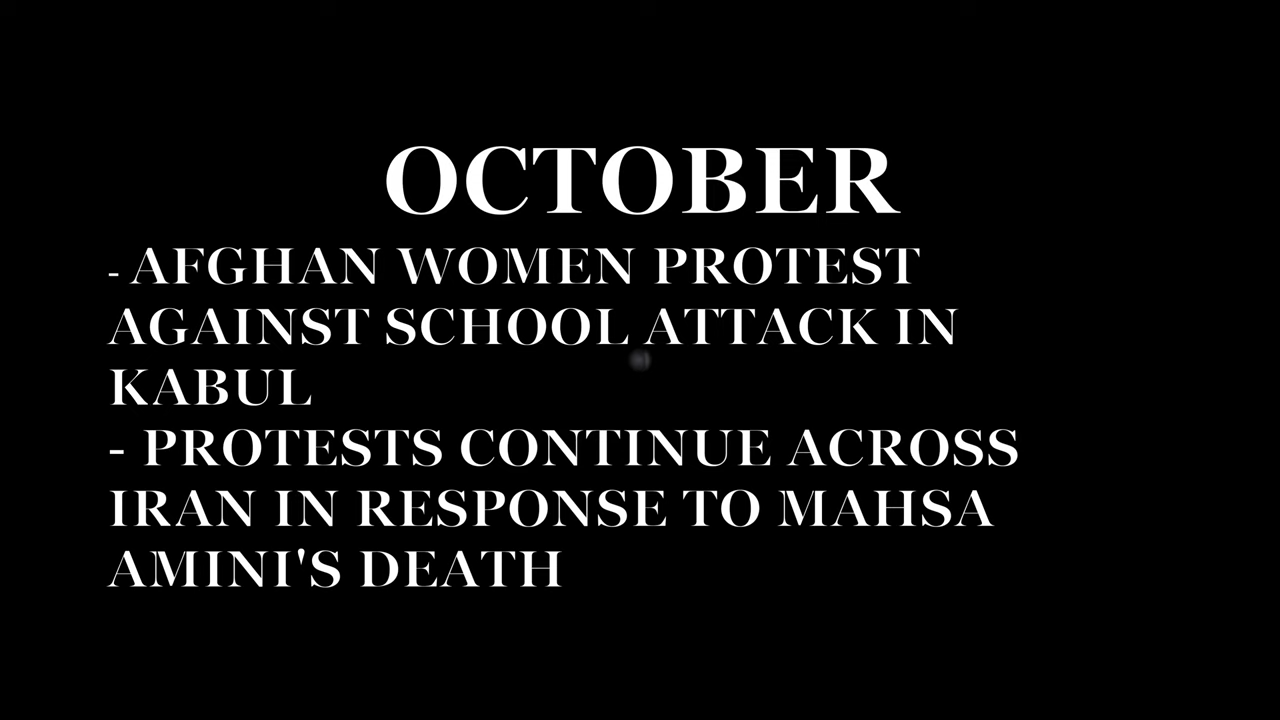 OCTOBER
- AFGHAN WOMEN PROTEST
AGAINST SCHOOL ATTACK IN
KABUL
- PROTESTS CONTINUE ACROSS
IRAN IN RESPONSE TO MAHSA
AMINI'S DEATH